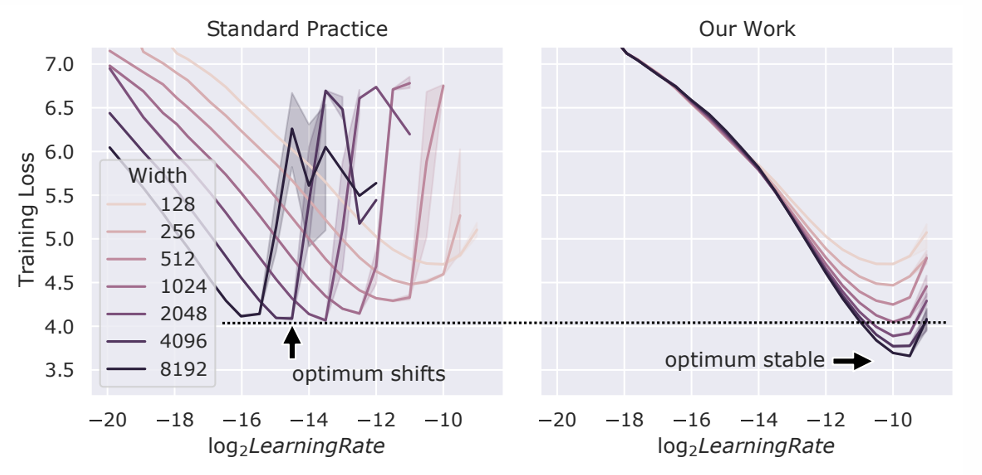 Standard Practice
Our Work
Training Loss
7.0
6.5
6.0
5.5
5.0
4.5
4.0
3.5
Width
128
256
512
1024
2048
4096
8192
optimum shifts
optimum stable
−20 −18 −16 −14 −12 −10
−20 −18 −16 −14 −12 −10
log₂LearningRate
log₂LearningRate